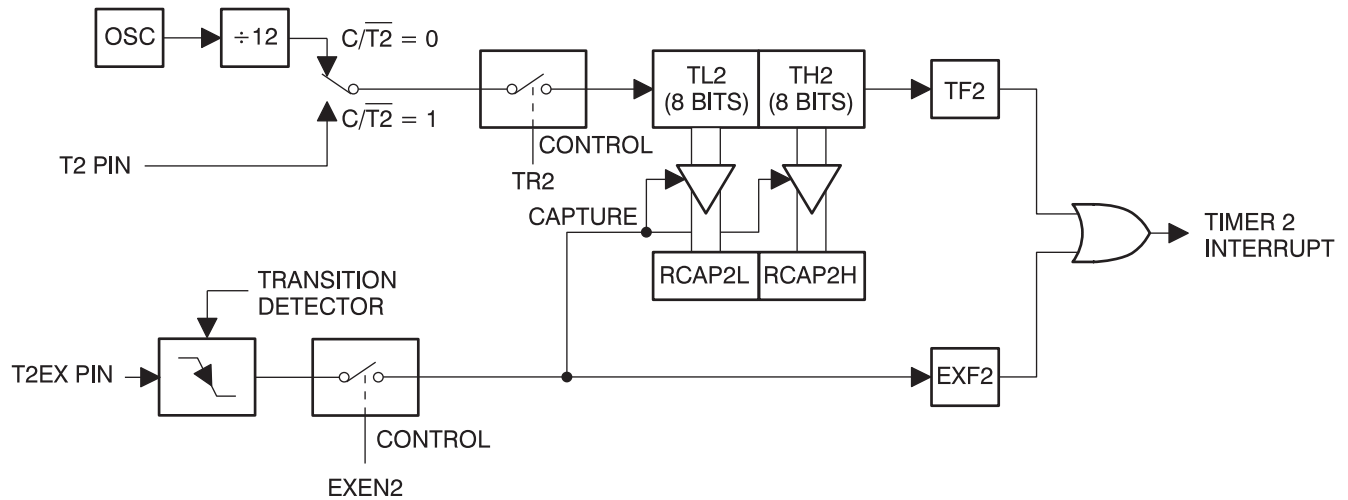 OSC
÷12
C/T2̅ = 0
TL2
(8 BITS)
TH2
(8 BITS)
TF2
C/T2̅ = 1
T2 PIN
CONTROL
TR2
CAPTURE
TIMER 2
INTERRUPT
RCAP2L
RCAP2H
TRANSITION
DETECTOR
T2EX PIN
EXF2
CONTROL
EXEN2